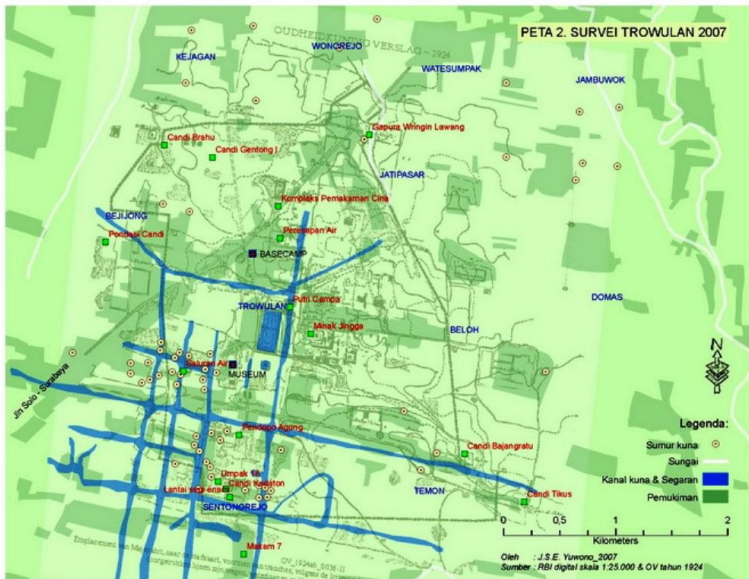 PETA 2. SURVEI TROWULAN 2007
OUDHEIDKUNDIG VERSLAG - 1924
WONOREJO
KEJAGAN
WATESUMPAK
JAMBUWOK
Gapura Wringin Lawang
Candi Brahu
Candi Gentong I
JATIPASAR
Kompleks Pemakaman Cina
BEJIJONG
Pondasi Candi
Peresapan Air
BASECAMP
DOMAS
TROWULAN
Putri Campa
Minak Jingga
BELOH
Saluran Air
MUSEUM
Jln Solo - Surabaya
N
Legenda:
Sumur kuna
Sungai
Kanal kuna & Segaran
Pemukiman
Pendopo Agung
Candi Bajangratu
Umpak 18
Candi Kedaton
Lantai segi enam
TEMON
Candi Tikus
SENTONOREJO
Makam 7
0 0,5 1 2
Kilometers
Oleh : J.S.E. Yuwono_2007
Sumber : RBI digital skala 1:25.000 & OV tahun 1924